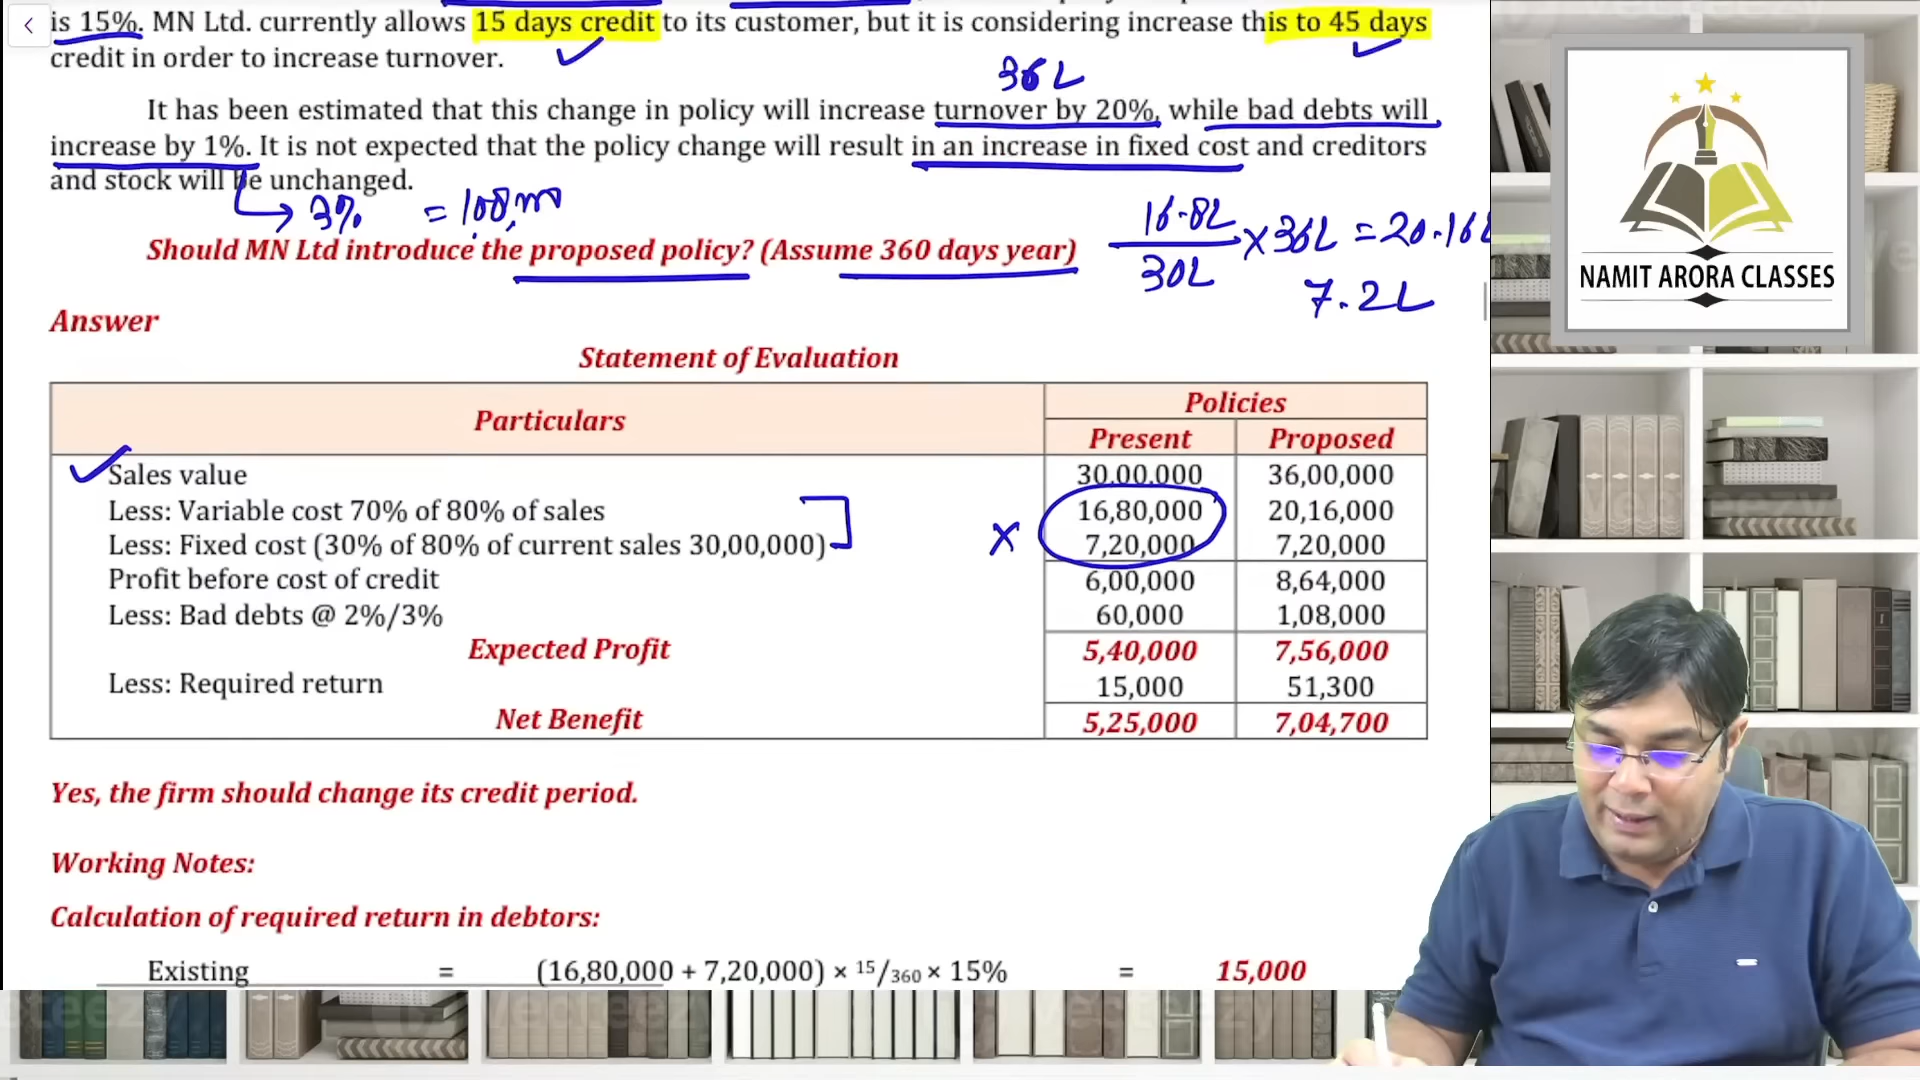 is 15%. MN Ltd. currently allows 15 days credit to its customer, but it is considering increase this to 45 days
credit in order to increase turnover.
36L
It has been estimated that this change in policy will increase turnover by 20%, while bad debts will
increase by 1%. It is not expected that the policy change will result in an increase in fixed cost and creditors
and stock will be unchanged.
3% = 108,000
Should MN Ltd introduce the proposed policy? (Assume 360 days year)
16.8L / 30L × 36L = 20.16L
7.2L
NAMIT ARORA CLASSES
Answer
Statement of Evaluation
Particulars Policies
Present Proposed
Sales value 30,00,000 36,00,000
Less: Variable cost 70% of 80% of sales 16,80,000 20,16,000
Less: Fixed cost (30% of 80% of current sales 30,00,000) × 7,20,000 7,20,000
Profit before cost of credit 6,00,000 8,64,000
Less: Bad debts @ 2%/3% 60,000 1,08,000
Expected Profit 5,40,000 7,56,000
Less: Required return 15,000 51,300
Net Benefit 5,25,000 7,04,700
Yes, the firm should change its credit period.
Working Notes:
Calculation of required return in debtors:
Existing = (16,80,000 + 7,20,000) × 15/360 × 15% = 15,000